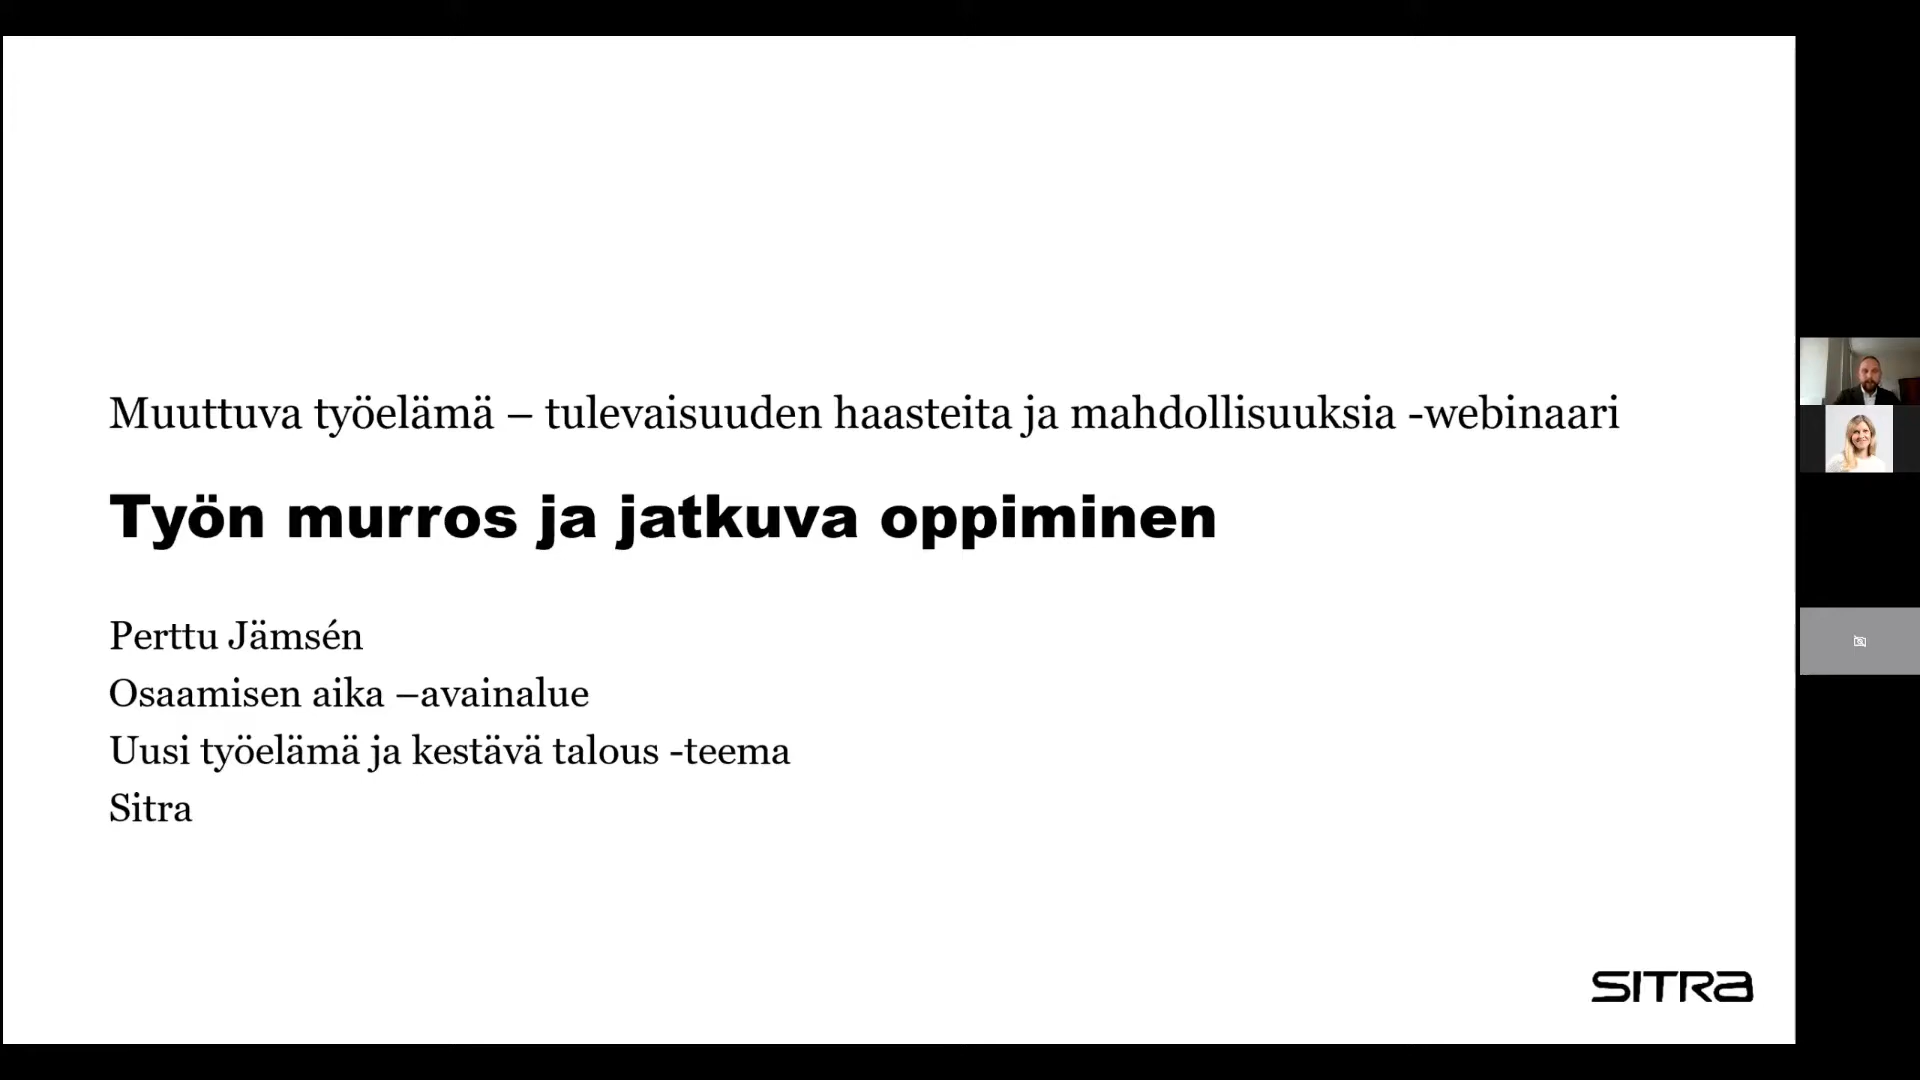 Muuttuva työelämä – tulevaisuuden haasteita ja mahdollisuuksia -webinaari
Työn murros ja jatkuva oppiminen
Perttu Jämsén
Osaamisen aika –avainalue
Uusi työelämä ja kestävä talous -teema
Sitra
SITRA